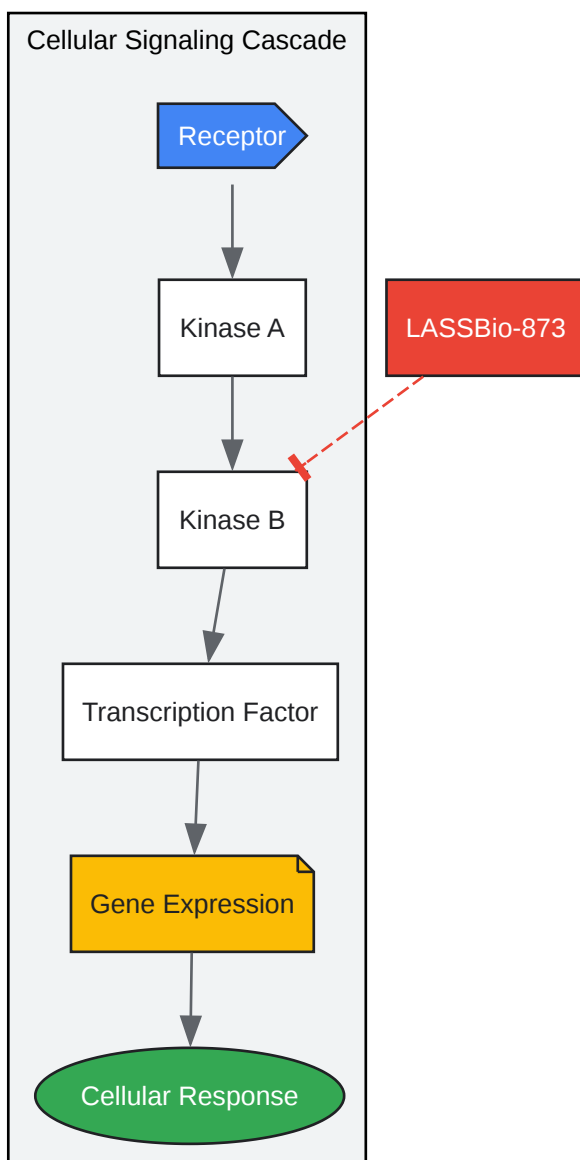 Cellular Signaling Cascade
Receptor
Kinase A
LASSBio-873
Kinase B
Transcription Factor
Gene Expression
Cellular Response